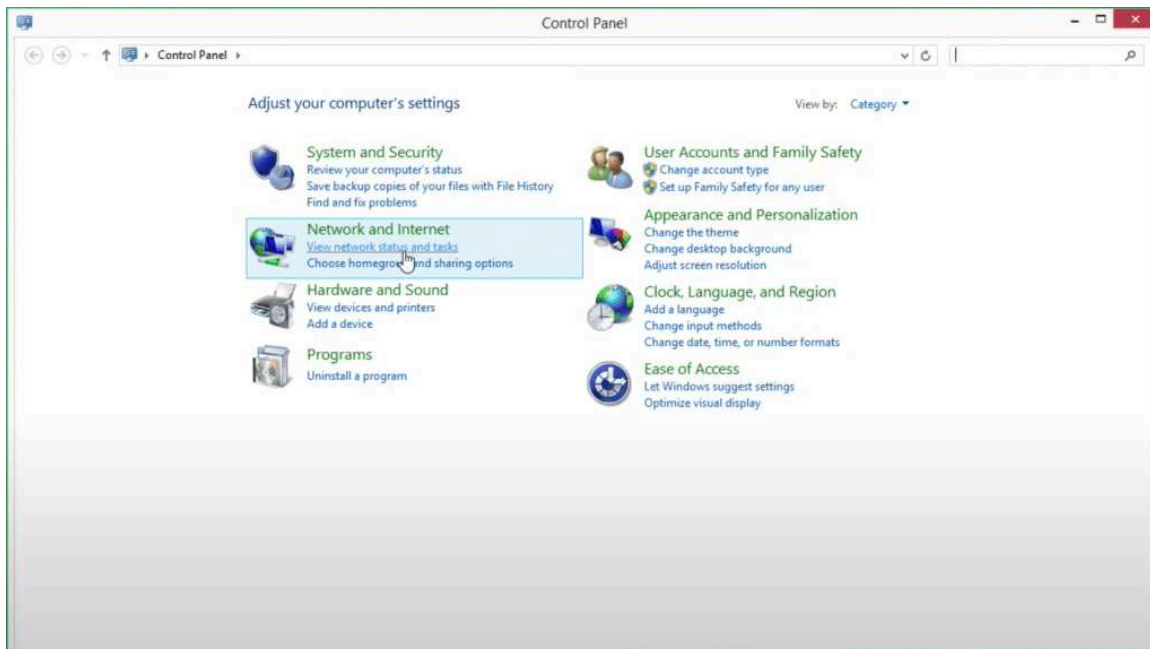 Control Panel
Control Panel
Adjust your computer's settings
View by: Category
System and Security
Review your computer's status
Save backup copies of your files with File History
Find and fix problems
Network and Internet
View network status and tasks
Choose homegroup and sharing options
Hardware and Sound
View devices and printers
Add a device
Programs
Uninstall a program
User Accounts and Family Safety
Change account type
Set up Family Safety for any user
Appearance and Personalization
Change the theme
Change desktop background
Adjust screen resolution
Clock, Language, and Region
Add a language
Change input methods
Change date, time, or number formats
Ease of Access
Let Windows suggest settings
Optimize visual display